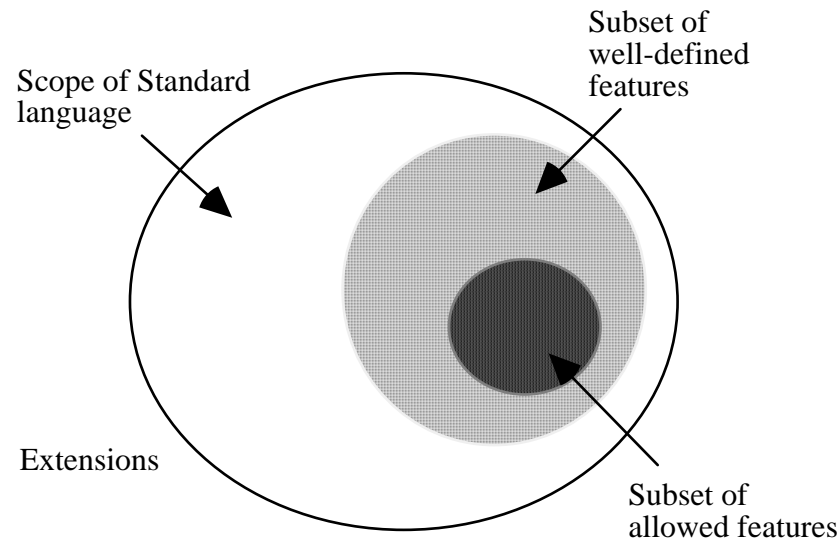 Scope of Standard
language
Subset of
well-defined
features
Extensions
Subset of
allowed features